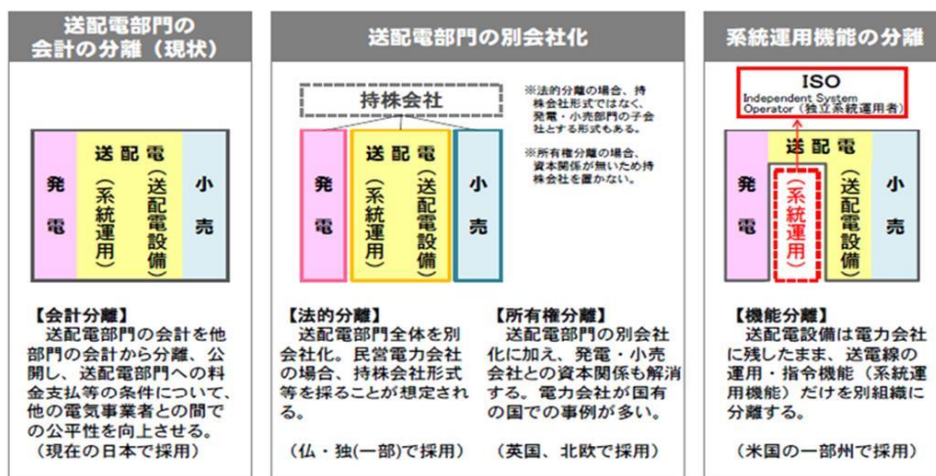 送配電部門の
会計の分離（現状）
発電
送配電
（系統運用）
（送配電設備）
小売
【会計分離】
送配電部門の会計を他
部門の会計から分離、公
開し、送配電部門への料
金支払等の条件について、
他の電気事業者との間で
の公平性を向上させる。
（現在の日本で採用）
送配電部門の別会社化
持株会社
※法的分離の場合、持
株会社形式ではなく、
発電・小売部門の子会
社とする形式もある。
※所有権分離の場合、
資本関係が無いため持
株会社を置かない。
発電
送配電
（系統運用）
（送配電設備）
小売
【法的分離】
送配電部門全体を別
会社化。民営電力会社
の場合、持株会社形式
等を採ることが想定され
る。
（仏・独(一部)で採用）
【所有権分離】
送配電部門の別会社
化に加え、発電・小売
会社との資本関係も解消
する。電力会社が国有
の国での事例が多い。
（英国、北欧で採用）
系統運用機能の分離
ISO
Independent System
Operator（独立系統運用者）
発電
送配電
（系統運用）
（送配電設備）
小売
【機能分離】
送配電設備は電力会社
に残したまま、送電線の
運用・指令機能（系統運
用機能）だけを別組織に
分離する。
（米国の一部州で採用）